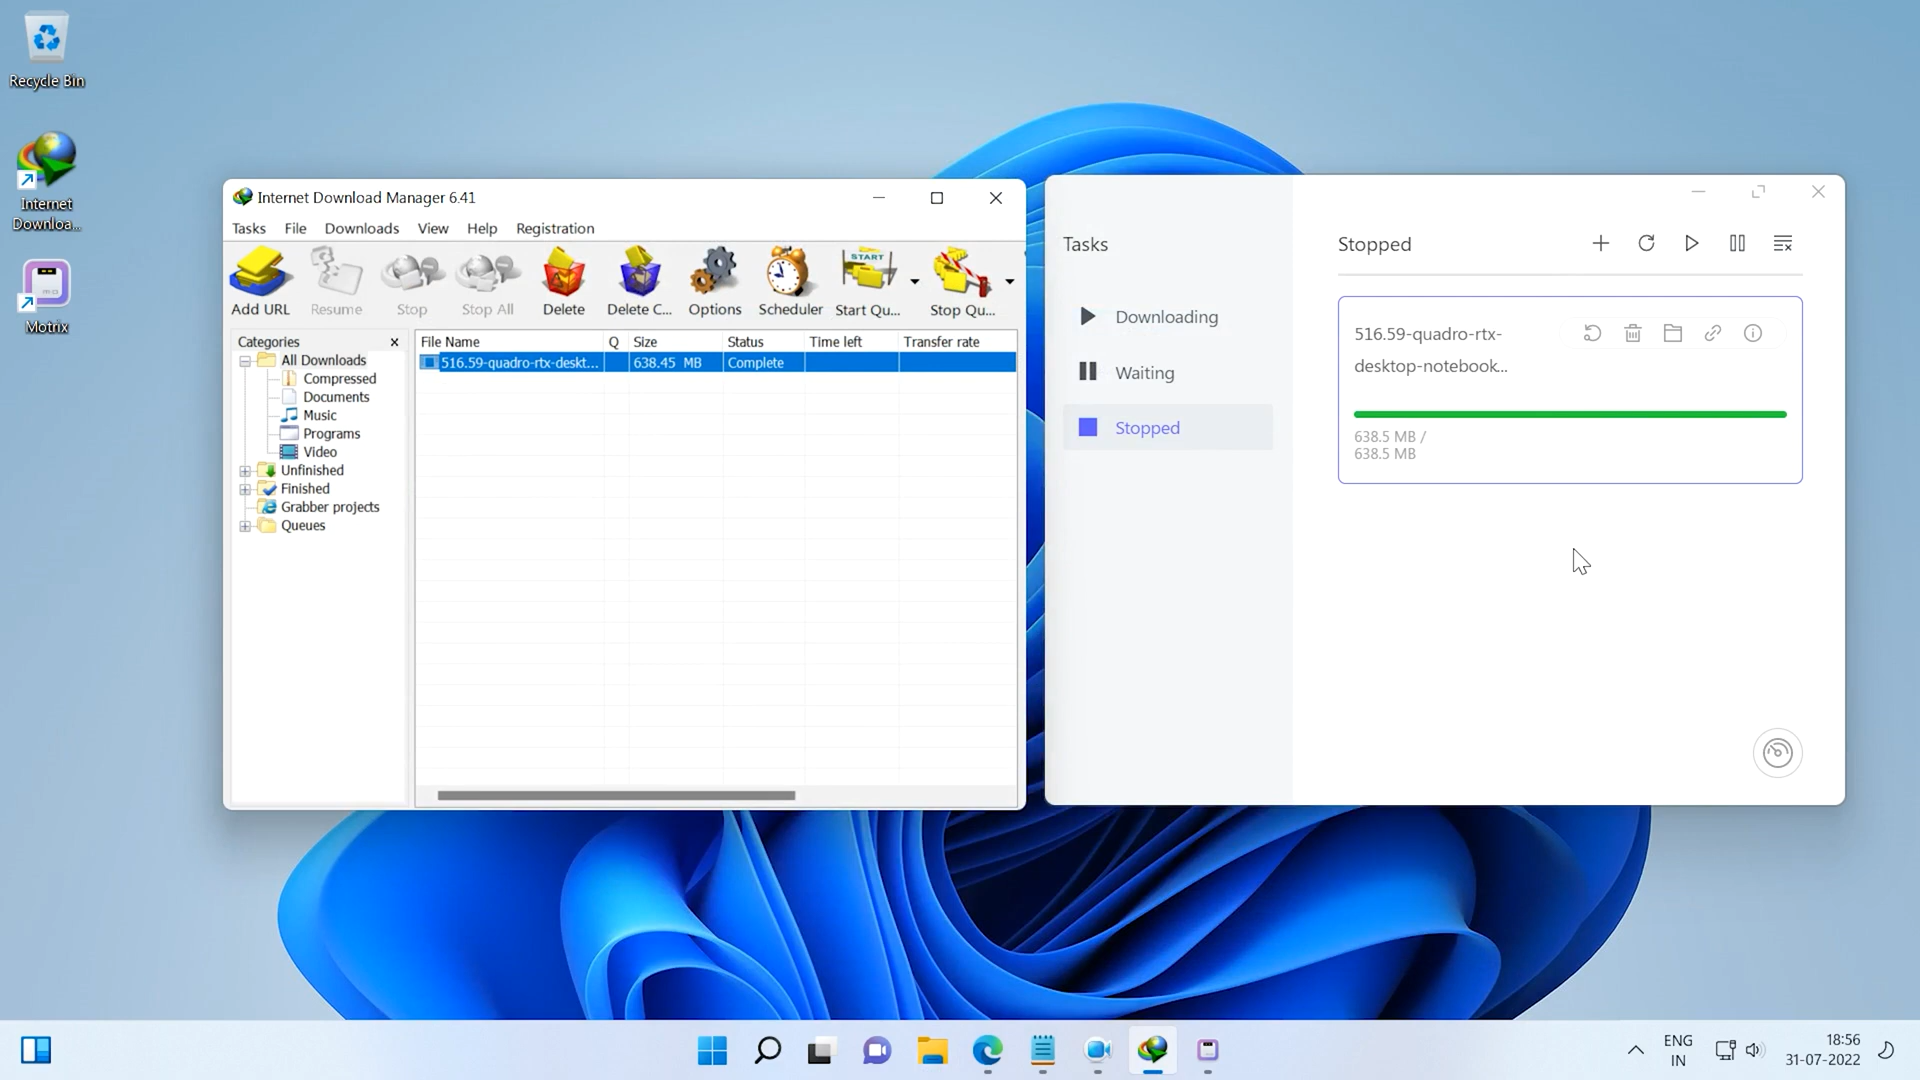 Recycle Bin
Internet
Downloa...
Motrix
Internet Download Manager 6.41
Tasks File Downloads View Help Registration
Add URL Resume Stop Stop All Delete Delete C... Options Scheduler START Start Qu... Stop Qu...
Categories
All Downloads
Compressed
Documents
Music
Programs
Video
Unfinished
Finished
Grabber projects
Queues
File Name Q Size Status Time left Transfer rate
516.59-quadro-rtx-deskt... 638.45 MB Complete
Tasks
Downloading
Waiting
Stopped
Stopped
516.59-quadro-rtx-
desktop-notebook...
638.5 MB /
638.5 MB
ENG
IN
18:56
31-07-2022